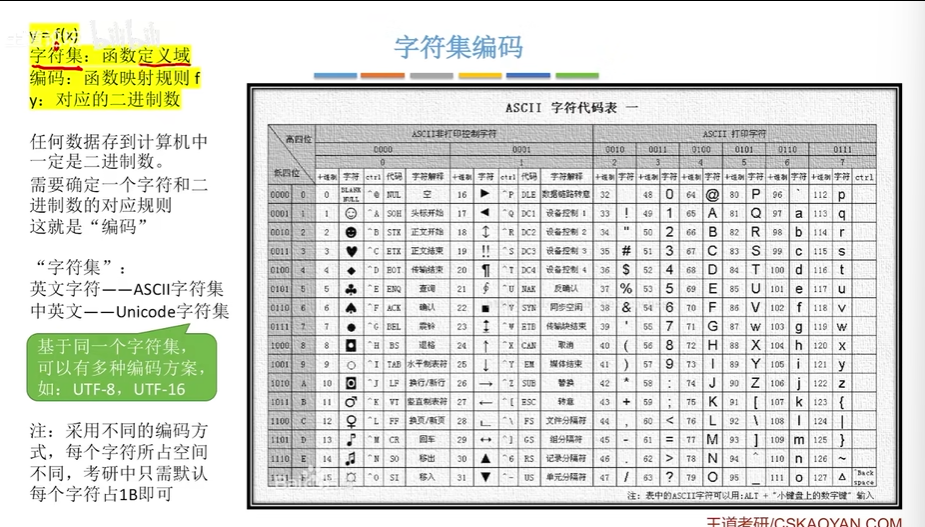 y= f(x)
字符集：函数定义域
编码：函数映射规则 f
y：对应的二进制数
任何数据存到计算机中
一定是二进制数。
需要确定一个字符和二
进制数的对应规则
这就是“编码”
“字符集”：
英文字符——ASCII字符集
中英文——Unicode字符集
基于同一个字符集，
可以有多种编码方案，
如：UTF-8，UTF-16
注：采用不同的编码方
式，每个字符所占空间
不同，考研中只需默认
每个字符占1B即可
字符集编码
ASCII 字符代码表 一
高四位 ASCII非打印控制字符 ASCII 打印字符
0000 0001 0010 0011 0100 0101 0110 0111
0 1 2 3 4 5 6 7
低四位 十进制 字符 ctrl 代码 字符解释 十进制 字符 ctrl 代码 字符解释 十进制 字符 十进制 字符 十进制 字符 十进制 字符 十进制 字符 十进制 字符 ctrl
0000 0 0 BLANK NULL ^@ NUL 空 16 ► ^P DLE 数据链路转意 32 48 0 64 @ 80 P 96 ` 112 p
0001 1 1 ☺ ^A SOH 头标开始 17 ◄ ^Q DC1 设备控制 1 33 ! 49 1 65 A 81 Q 97 a 113 q
0010 2 2 ☻ ^B STX 正文开始 18 ↕ ^R DC2 设备控制 2 34 " 50 2 66 B 82 R 98 b 114 r
0011 3 3 ♥ ^C ETX 正文结束 19 ‼ ^S DC3 设备控制 3 35 # 51 3 67 C 83 S 99 c 115 s
0100 4 4 ♦ ^D EOT 传输结束 20 ¶ ^T DC4 设备控制 4 36 $ 52 4 68 D 84 T 100 d 116 t
0101 5 5 ♣ ^E ENQ 查询 21 ∮ ^U NAK 反确认 37 % 53 5 69 E 85 U 101 e 117 u
0110 6 6 ♠ ^F ACK 确认 22 ■ ^V SYN 同步空闲 38 & 54 6 70 F 86 V 102 f 118 v
0111 7 7 ● ^G BEL 震铃 23 ↨ ^W ETB 传输块结束 39 ' 55 7 71 G 87 w 103 g 119 w
1000 8 8 ◘ ^H BS 退格 24 ↑ ^X CAN 取消 40 ( 56 8 72 H 88 X 104 h 120 x
1001 9 9 ○ ^I TAB 水平制表符 25 ↓ ^Y EM 媒体结束 41 ) 57 9 73 I 89 Y 105 i 121 y
1010 A 10 ◙ ^J LF 换行/新行 26 → ^Z SUB 替换 42 * 58 : 74 J 90 Z 106 j 122 z
1011 B 11 ♂ ^K VT 竖直制表符 27 ← ^[ ESC 转意 43 + 59 ; 75 K 91 [ 107 k 123 {
1100 C 12 ♀ ^L FF 换页/新页 28 ∟ ^\ FS 文件分隔符 44 , 60 < 76 L 92 \ 108 l 124 |
1101 D 13 ♪ ^M CR 回车 29 ↔ ^] GS 组分隔符 45 - 61 = 77 M 93 ] 109 m 125 }
1110 E 14 ♫ ^N SO 移出 30 ▲ ^6 RS 记录分隔符 46 . 62 > 78 N 94 ^ 110 n 126 ~
1111 F 15 ☼ ^O SI 移入 31 ▼ ^- US 单元分隔符 47 / 63 ? 79 O 95 _ 111 o 127 Δ ^Back space
注：表中的ASCII字符可以用:ALT + "小键盘上的数字键" 输入
王道考研/CSKAOYAN.COM